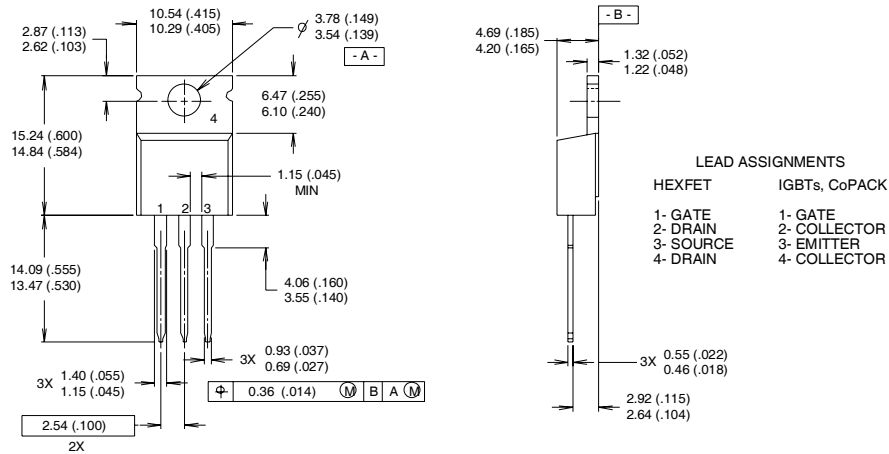 10.54 (.415)
10.29 (.405)
3.78 (.149)
3.54 (.139)
- A -
2.87 (.113)
2.62 (.103)
6.47 (.255)
6.10 (.240)
4
15.24 (.600)
14.84 (.584)
1.15 (.045)
MIN
1 2 3
14.09 (.555)
13.47 (.530)
4.06 (.160)
3.55 (.140)
3X 0.93 (.037)
0.69 (.027)
3X 1.40 (.055)
1.15 (.045)
0.36 (.014) M B A M
2.54 (.100)
2X
- B -
4.69 (.185)
4.20 (.165)
1.32 (.052)
1.22 (.048)
3X 0.55 (.022)
0.46 (.018)
2.92 (.115)
2.64 (.104)
LEAD ASSIGNMENTS
HEXFET
1- GATE
2- DRAIN
3- SOURCE
4- DRAIN
IGBTs, CoPACK
1- GATE
2- COLLECTOR
3- EMITTER
4- COLLECTOR